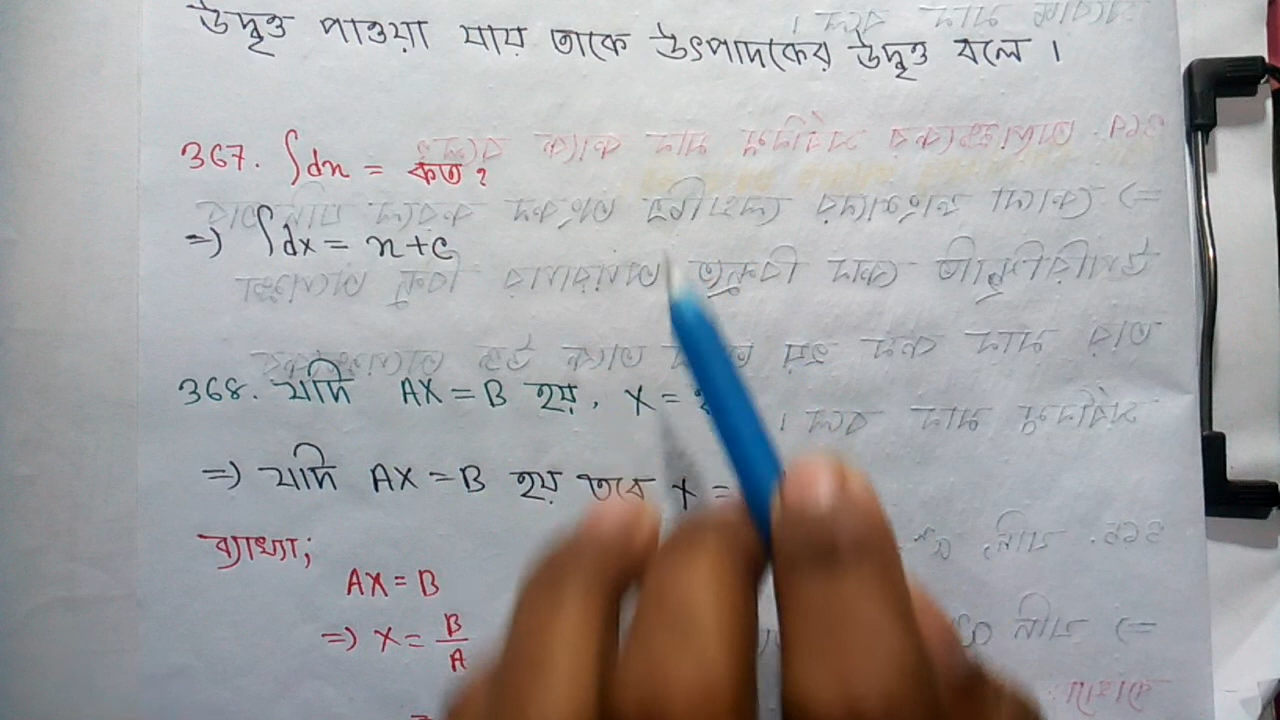 উদ্বৃত্ত পাওয়া যায় তাকে উৎপাদকের উদ্বৃত্ত বলে ।
367. ∫dx = কত ?
=) ∫dx = x+c
368. যদি AX = B হয়, X =
=) যদি AX = B হয় তবে X =
ব্যাখ্যা;
AX = B
=) X = B/A